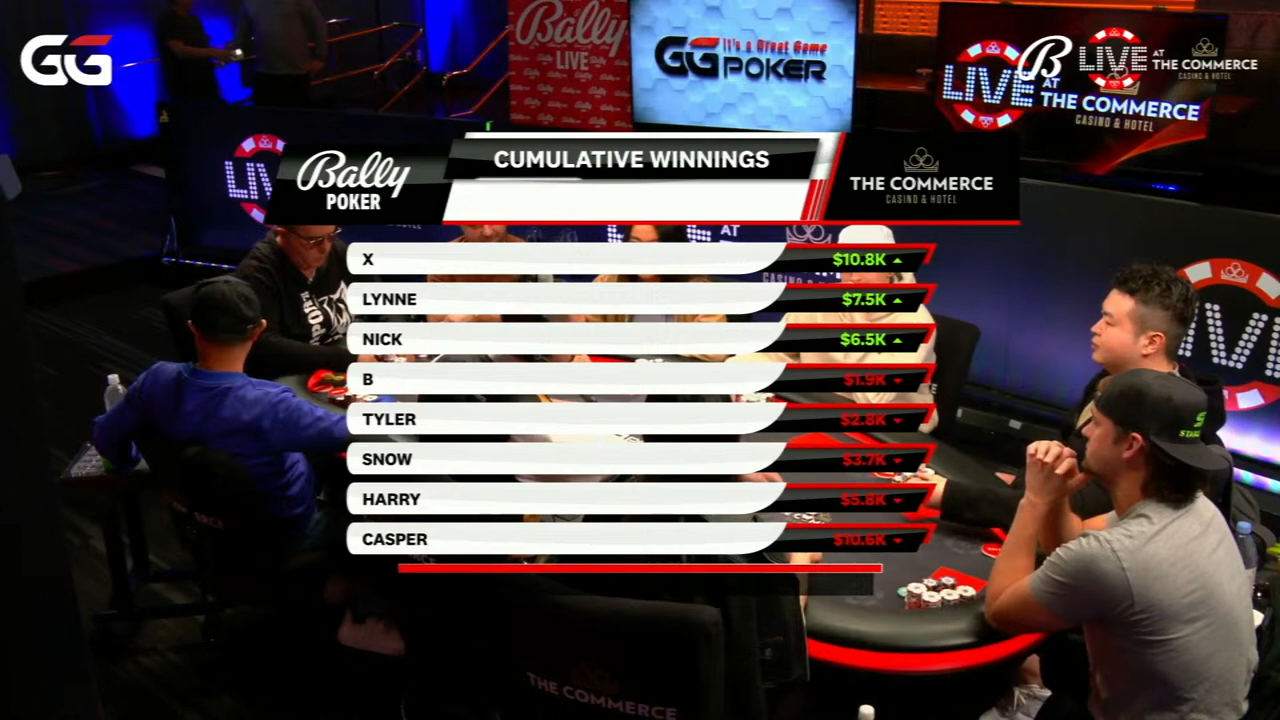 GG
Bally
LIVE
GG It's a Great Game
POKER
B LIVE AT THE COMMERCE
CASINO & HOTEL
LIVE AT THE COMMERCE
CASINO & HOTEL
Bally
POKER
CUMULATIVE WINNINGS
THE COMMERCE
CASINO & HOTEL
X $10.8K
LYNNE $7.5K
NICK $6.5K
B $1.9K
TYLER $2.8K
SNOW $3.7K
HARRY $5.8K
CASPER $10.6K
THE COMMERCE